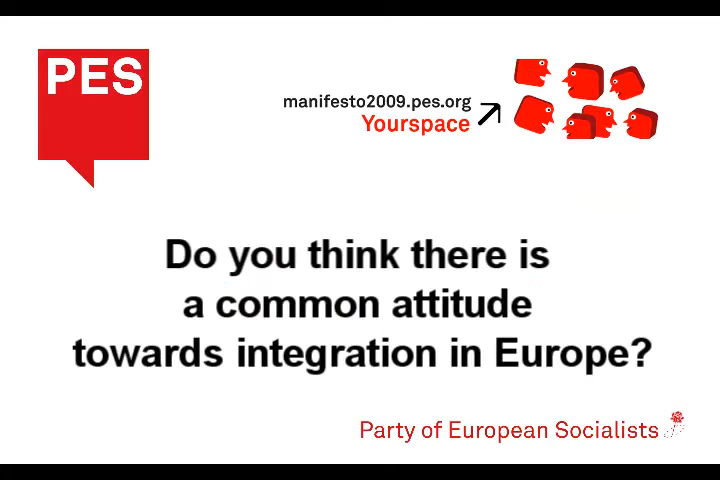 PES
manifesto2009.pes.org
Yourspace
Do you think there is
a common attitude
towards integration in Europe?
Party of European Socialists